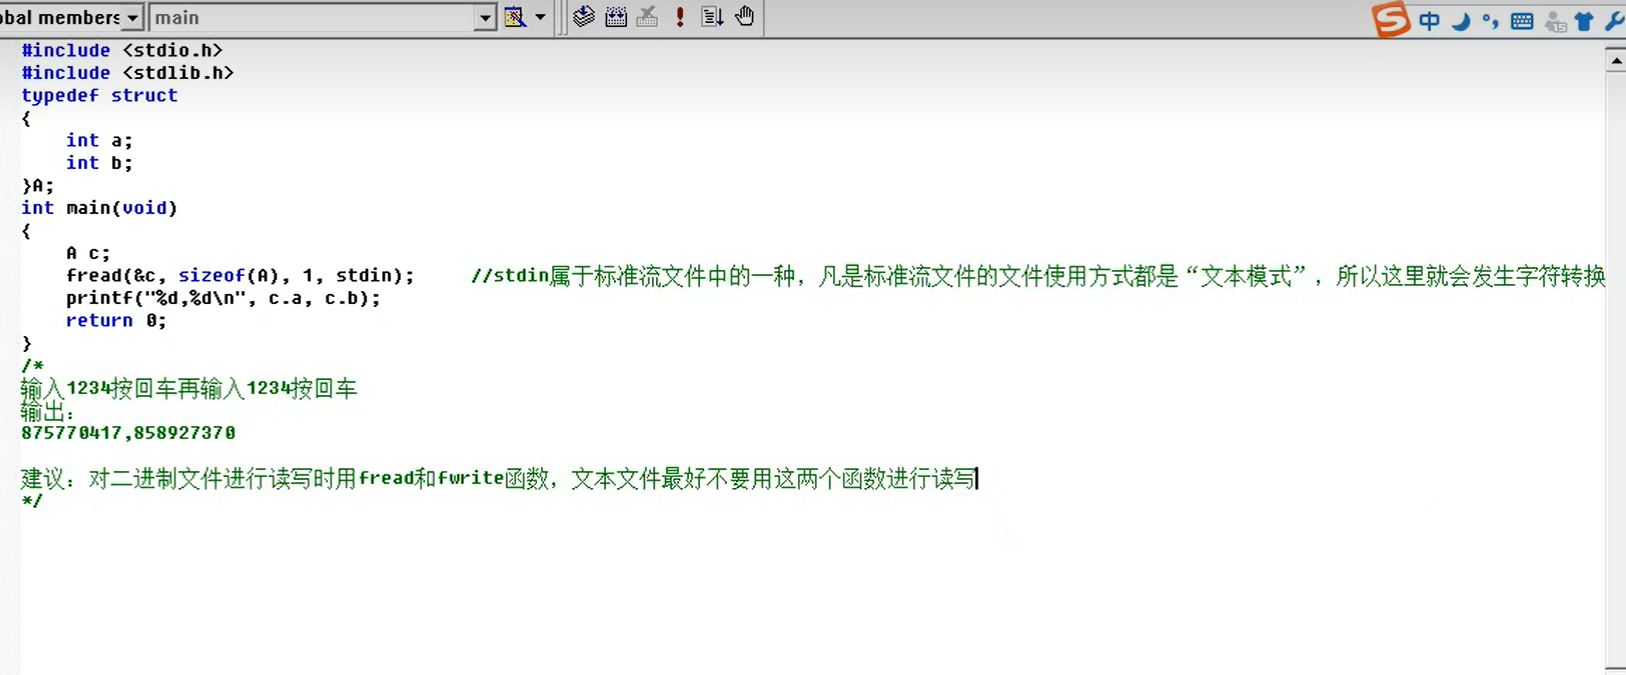 obal members main
中
#include <stdio.h>
#include <stdlib.h>
typedef struct
{
    int a;
    int b;
}A;
int main(void)
{
    A c;
    fread(&c, sizeof(A), 1, stdin);     //stdin属于标准流文件中的一种，凡是标准流文件的文件使用方式都是“文本模式”，所以这里就会发生字符转换
    printf("%d,%d\n", c.a, c.b);
    return 0;
}
/*
输入1234按回车再输入1234按回车
输出：
875770417,858927370
建议：对二进制文件进行读写时用fread和fwrite函数，文本文件最好不要用这两个函数进行读写
*/